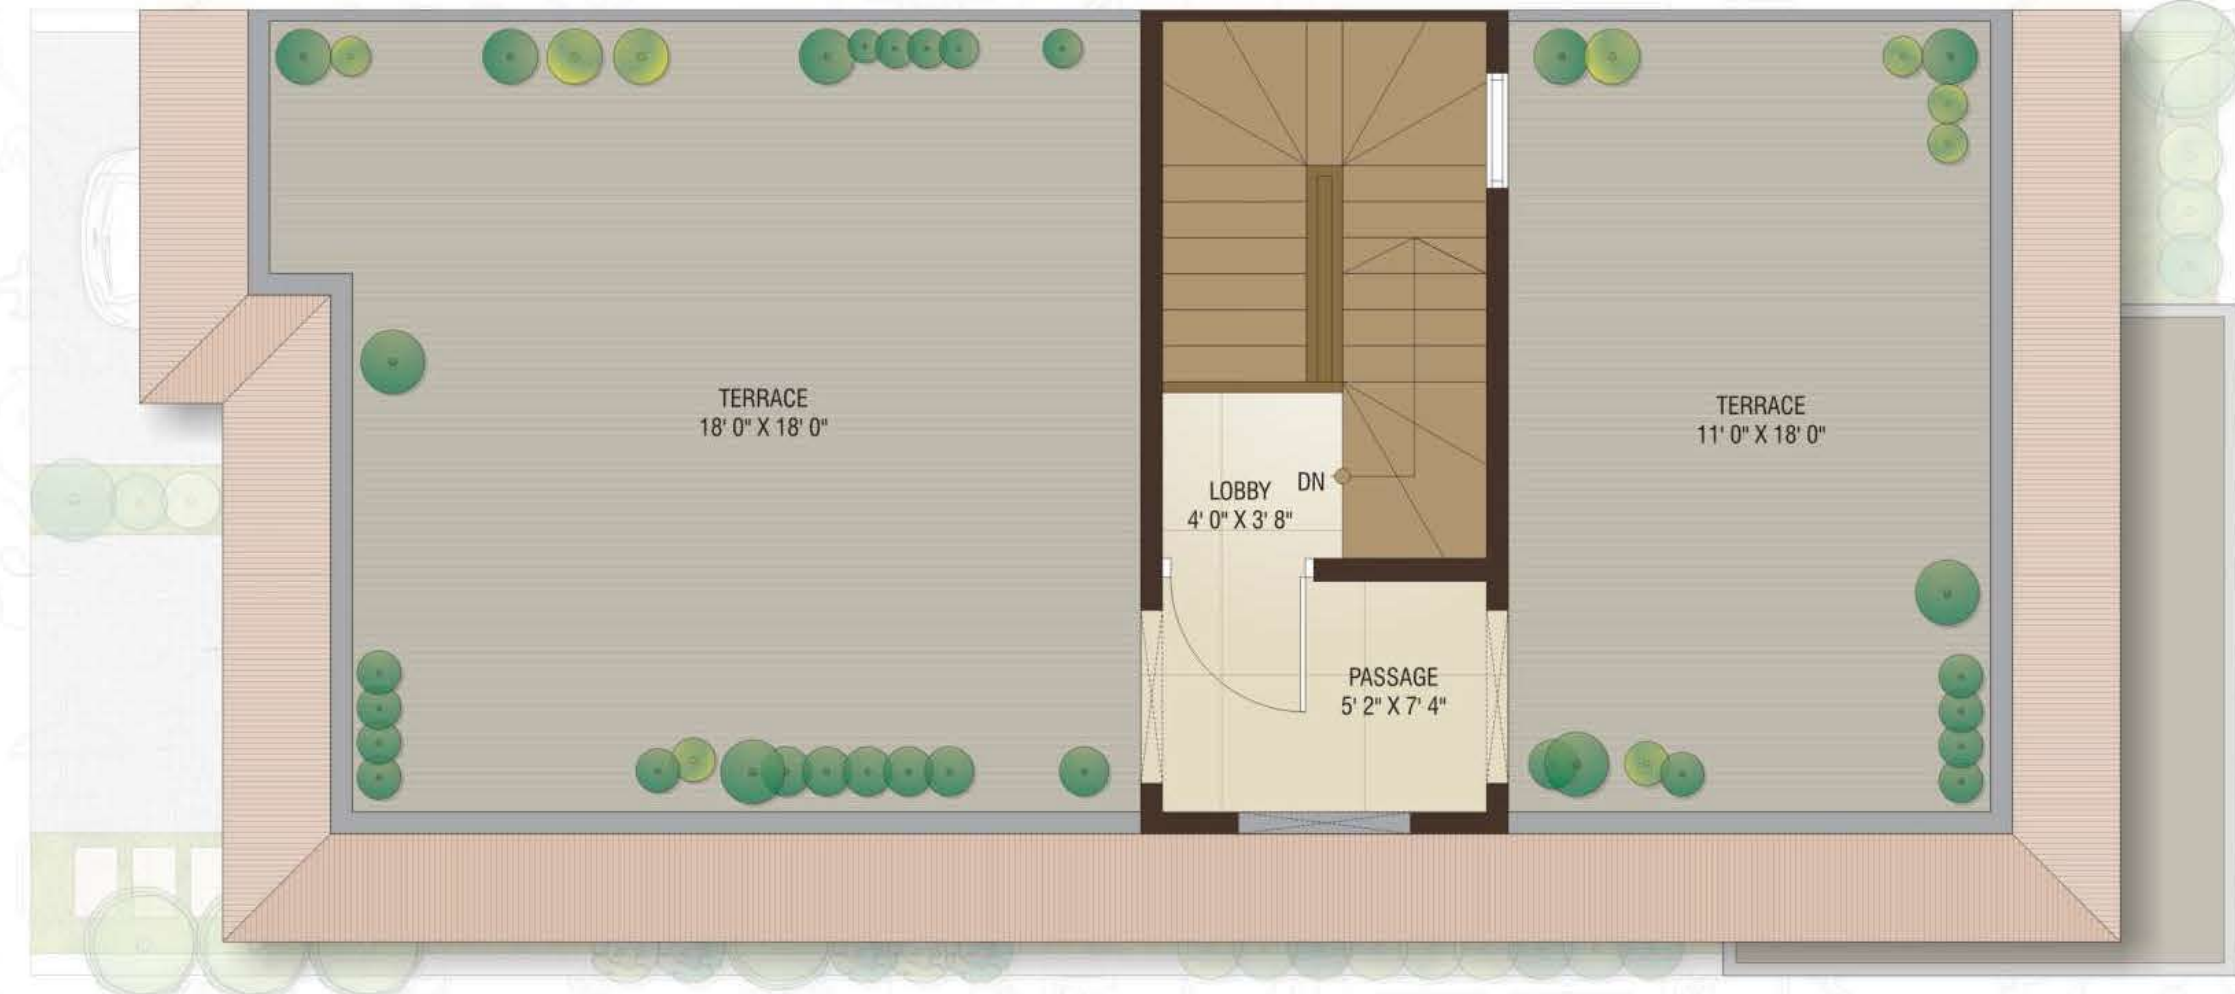 TERRACE
18' 0" X 18' 0"
TERRACE
11' 0" X 18' 0"
LOBBY
4' 0" X 3' 8"
DN
PASSAGE
5' 2" X 7' 4"